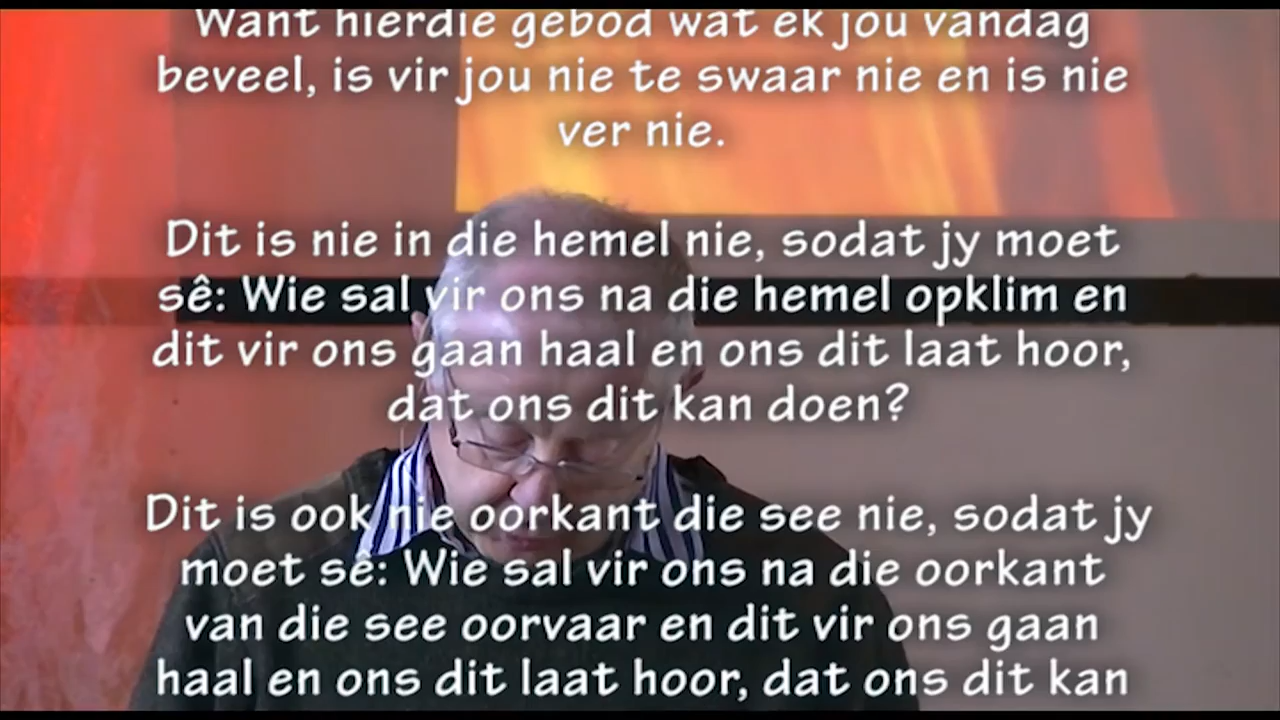 Want hierdie gebod wat ek jou vandag
beveel, is vir jou nie te swaar nie en is nie
ver nie.
Dit is nie in die hemel nie, sodat jy moet
sê: Wie sal vir ons na die hemel opklim en
dit vir ons gaan haal en ons dit laat hoor,
dat ons dit kan doen?
Dit is ook nie oorkant die see nie, sodat jy
moet sê: Wie sal vir ons na die oorkant
van die see oorvaar en dit vir ons gaan
haal en ons dit laat hoor, dat ons dit kan